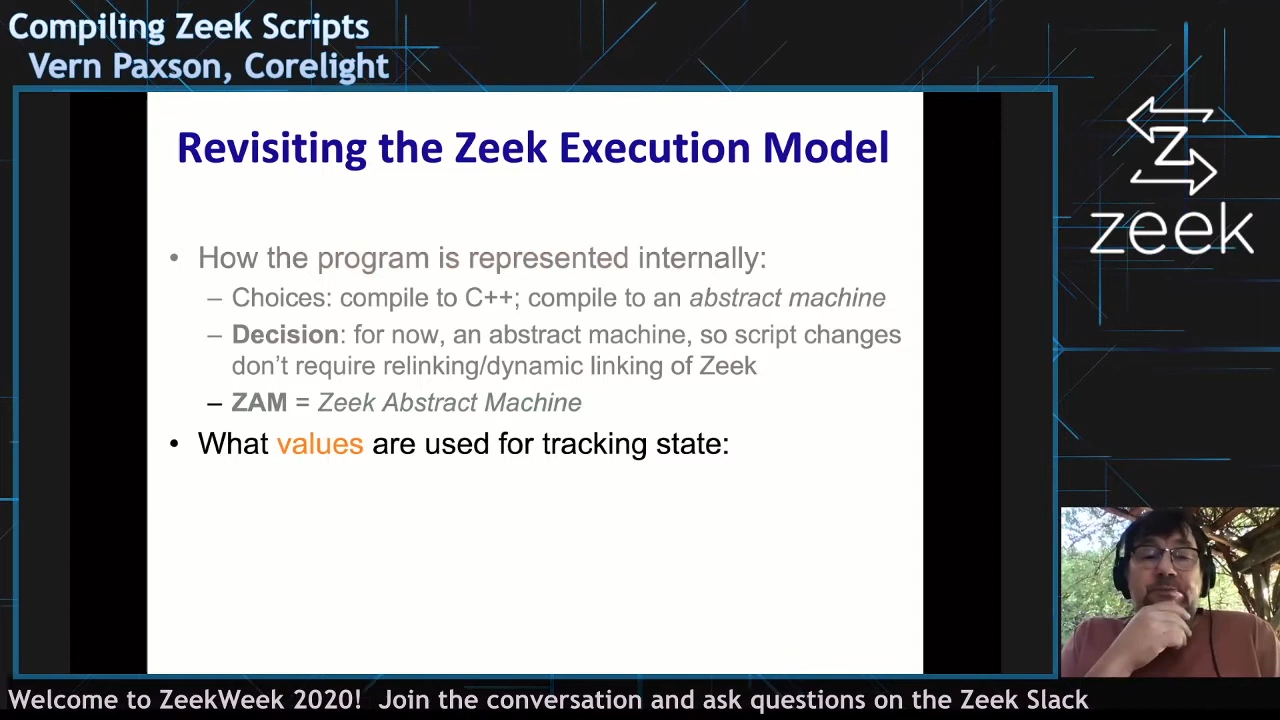 Compiling Zeek Scripts
Vern Paxson, Corelight
Revisiting the Zeek Execution Model
zeek
• How the program is represented internally:
– Choices: compile to C++; compile to an abstract machine
– Decision: for now, an abstract machine, so script changes
don’t require relinking/dynamic linking of Zeek
– ZAM = Zeek Abstract Machine
• What values are used for tracking state:
Welcome to ZeekWeek 2020! Join the conversation and ask questions on the Zeek Slack